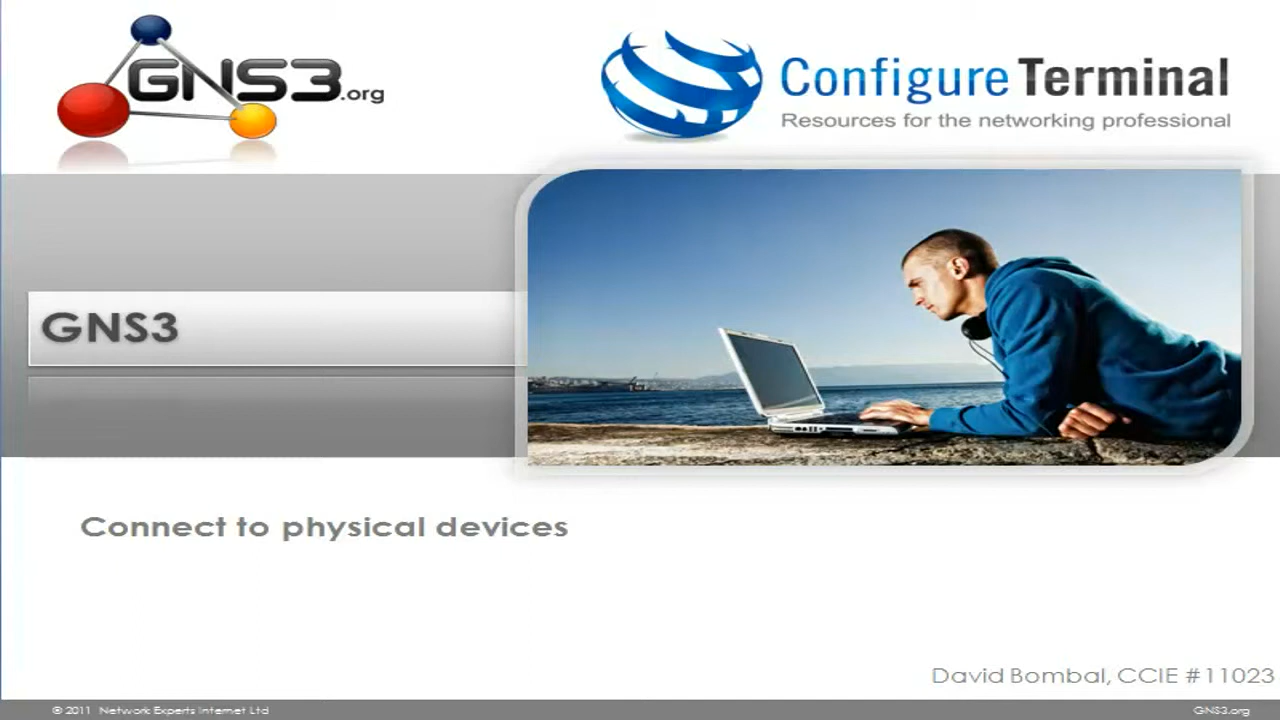 GNS3.org
Configure Terminal
Resources for the networking professional
GNS3
Connect to physical devices
David Bombal, CCIE #11023
© 2011 Network Experts Internet Ltd
GNS3.org